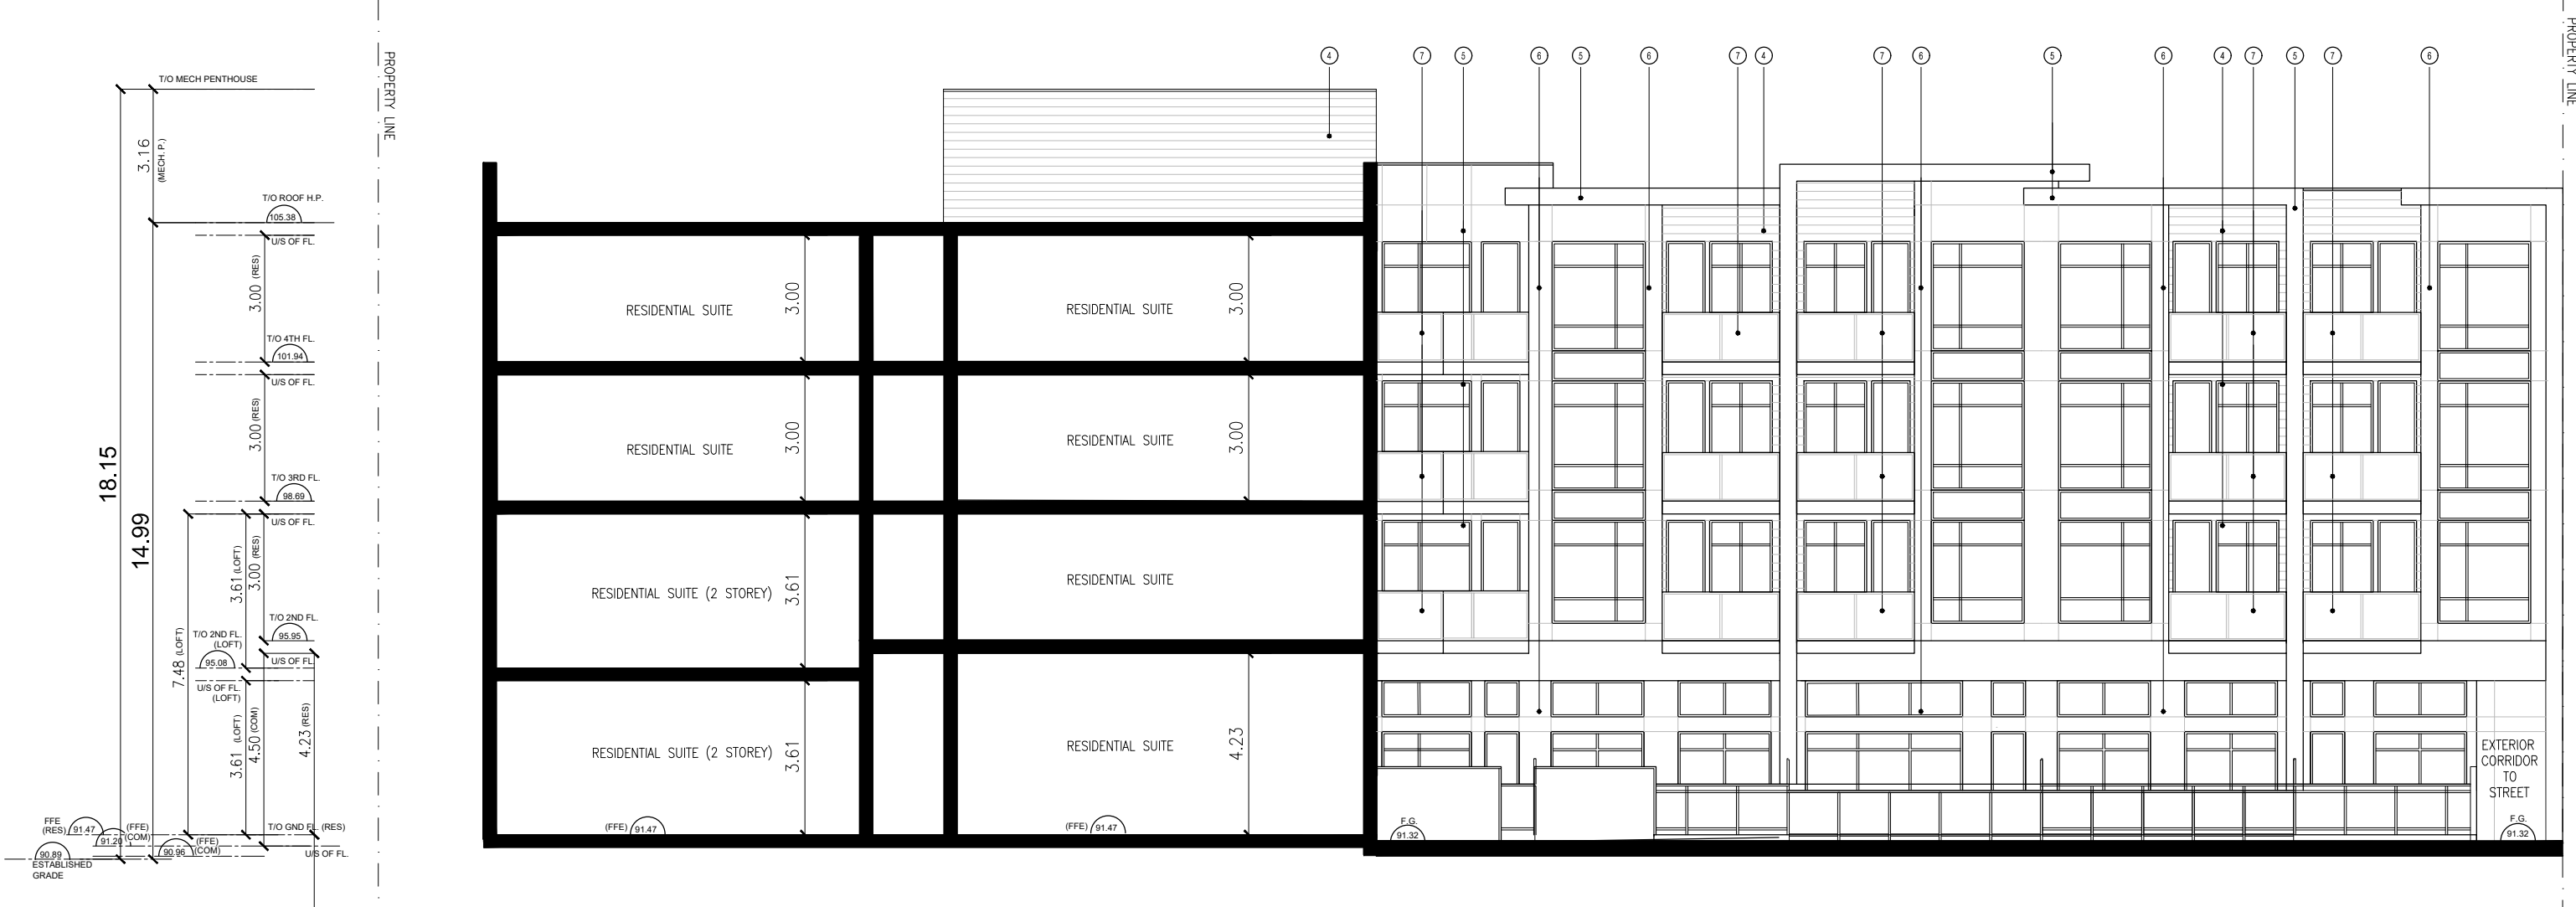 4
7
5
6
5
6
7
4
7
6
5
6
4
7
5
7
6
PROPERTY LINE
PROPERTY LINE
T/O MECH PENTHOUSE
3.16
(MECH. P.)
T/O ROOF H.P.
105.38
U/S OF FL.
3.00 (RES)
T/O 4TH FL.
101.94
U/S OF FL.
3.00 (RES)
T/O 3RD FL.
98.69
U/S OF FL.
18.15
14.99
7.48 (LOFT)
3.61 (LOFT)
3.00 (RES)
T/O 2ND FL.
95.95
T/O 2ND FL.
(LOFT)
95.08
U/S OF FL.
U/S OF FL.
(LOFT)
3.61 (LOFT)
4.50 (COM)
4.23 (RES)
FFE
(RES)
91.47
(FFE)
(COM)
91.20
T/O GND FL. (RES)
(FFE)
(COM)
90.96
U/S OF FL.
90.89
ESTABLISHED
GRADE
RESIDENTIAL SUITE
3.00
RESIDENTIAL SUITE
3.00
RESIDENTIAL SUITE
3.00
RESIDENTIAL SUITE
3.00
RESIDENTIAL SUITE (2 STOREY)
3.61
RESIDENTIAL SUITE
RESIDENTIAL SUITE (2 STOREY)
3.61
RESIDENTIAL SUITE
4.23
(FFE) 91.47
(FFE) 91.47
F.G.
91.32
EXTERIOR
CORRIDOR
TO
STREET
F.G.
91.32